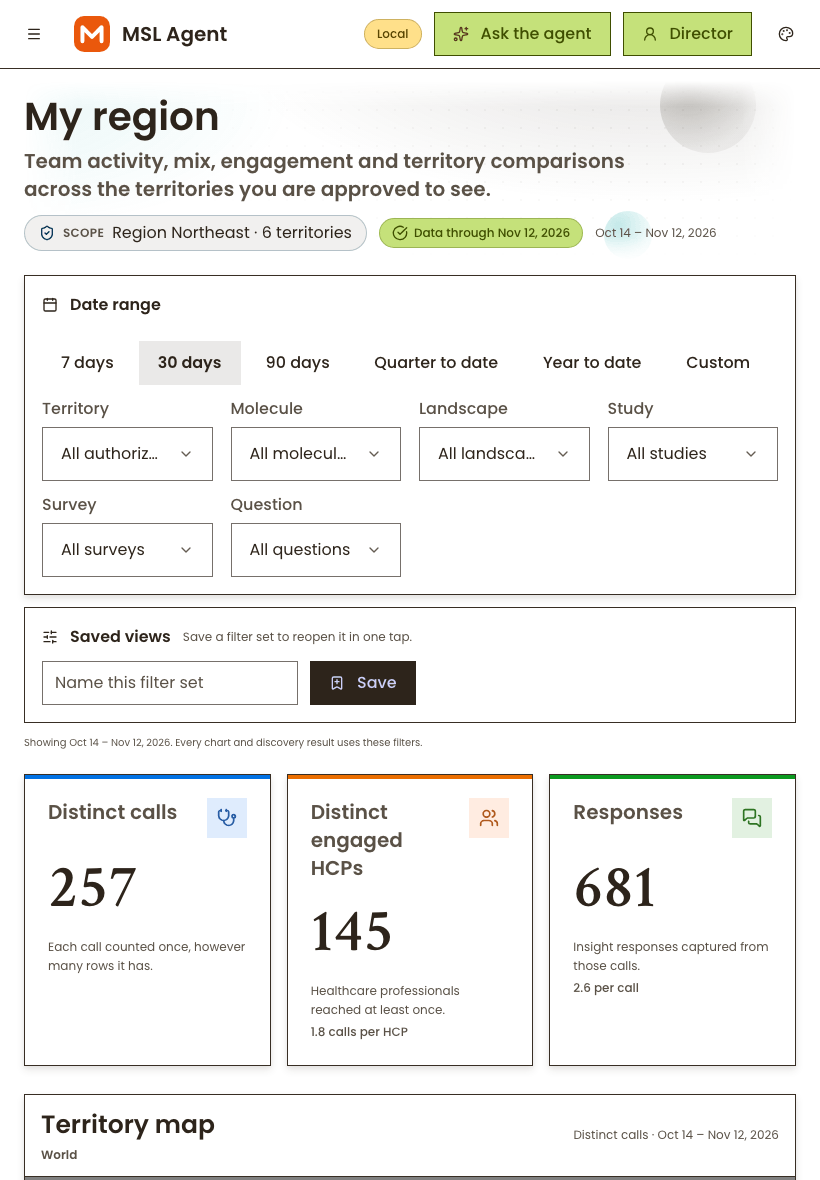 MSL Agent
Local
Ask the agent
Director
My region
Team activity, mix, engagement and territory comparisons
across the territories you are approved to see.
SCOPE Region Northeast · 6 territories
Data through Nov 12, 2026
Oct 14 – Nov 12, 2026
Date range
7 days
30 days
90 days
Quarter to date
Year to date
Custom
Territory
Molecule
Landscape
Study
All authoriz...
All molecul...
All landsca...
All studies
Survey
Question
All surveys
All questions
Saved views
Save a filter set to reopen it in one tap.
Name this filter set
Save
Showing Oct 14 – Nov 12, 2026. Every chart and discovery result uses these filters.
Distinct calls
257
Each call counted once, however
many rows it has.
Distinct
engaged
HCPs
145
Healthcare professionals
reached at least once.
1.8 calls per HCP
Responses
681
Insight responses captured from
those calls.
2.6 per call
Territory map
World
Distinct calls · Oct 14 – Nov 12, 2026